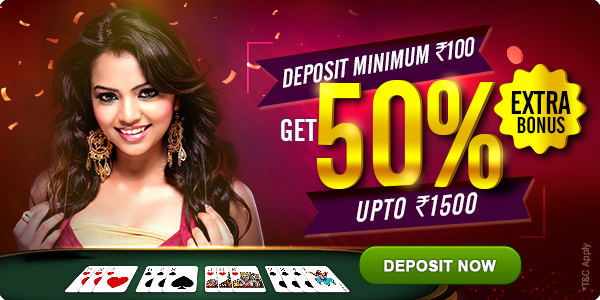 DEPOSIT MINIMUM ₹100
GET 50%
EXTRA
BONUS
UPTO ₹1500
DEPOSIT NOW
*T&C Apply